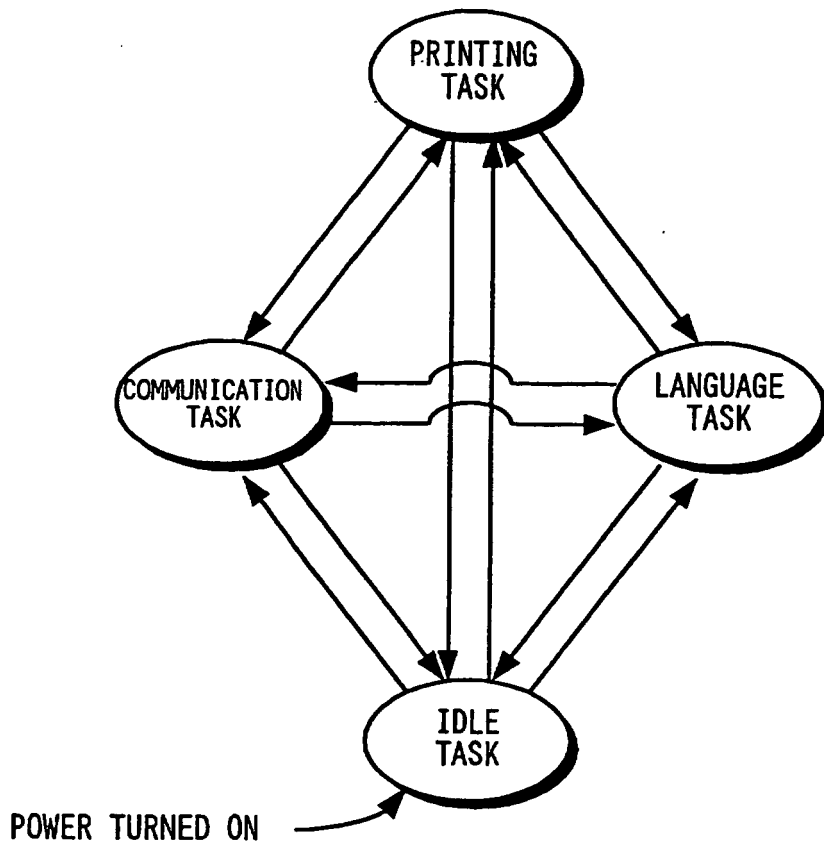 PRINTING
TASK
COMMUNICATION
TASK
LANGUAGE
TASK
IDLE
TASK
POWER TURNED ON